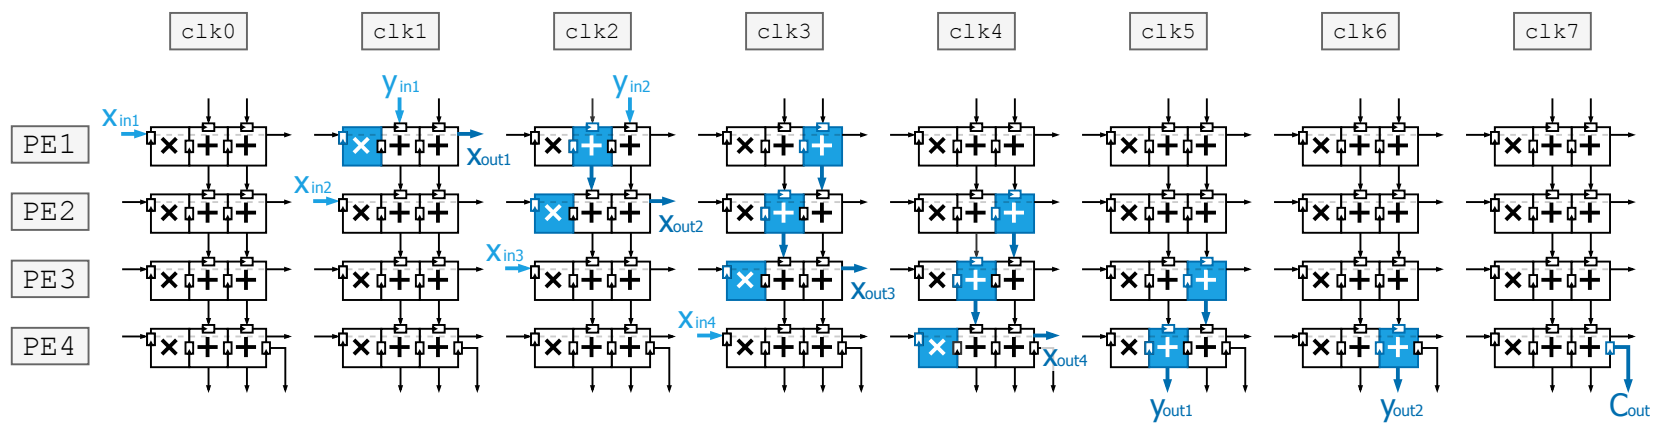 clk0 clk1 clk2 clk3 clk4 clk5 clk6 clk7
yin1 yin2
xin1
PE1
xout1
xin2
PE2
xout2
xin3
PE3
xout3
xin4
PE4
xout4
yout1 yout2 Cout